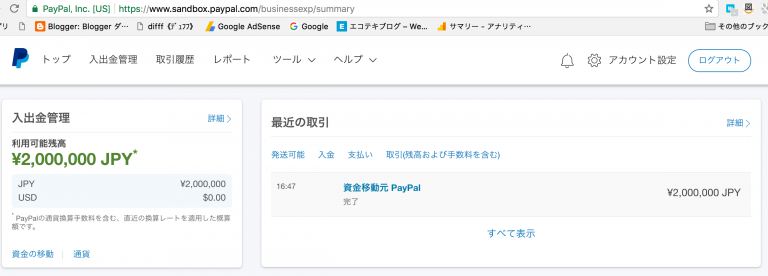 PayPal, Inc. [US] https://www.sandbox.paypal.com/businessexp/summary
プリ Blogger: Blogger ダ… difff《ﾃﾞｭﾌﾌ》 Google AdSense Google エコテキブログ – We… サマリー - アナリティ… その他のブック
トップ 入出金管理 取引履歴 レポート ツール ヘルプ アカウント設定 ログアウト
入出金管理 詳細
利用可能残高
¥2,000,000 JPY*
JPY ¥2,000,000
USD $0.00
* PayPalの通貨換算手数料を含む、直近の換算レートを適用した概算
額です。
資金の移動 通貨
最近の取引 詳細
発送可能 入金 支払い 取引(残高および手数料を含む)
16:47 資金移動元 PayPal ¥2,000,000 JPY
完了
すべて表示